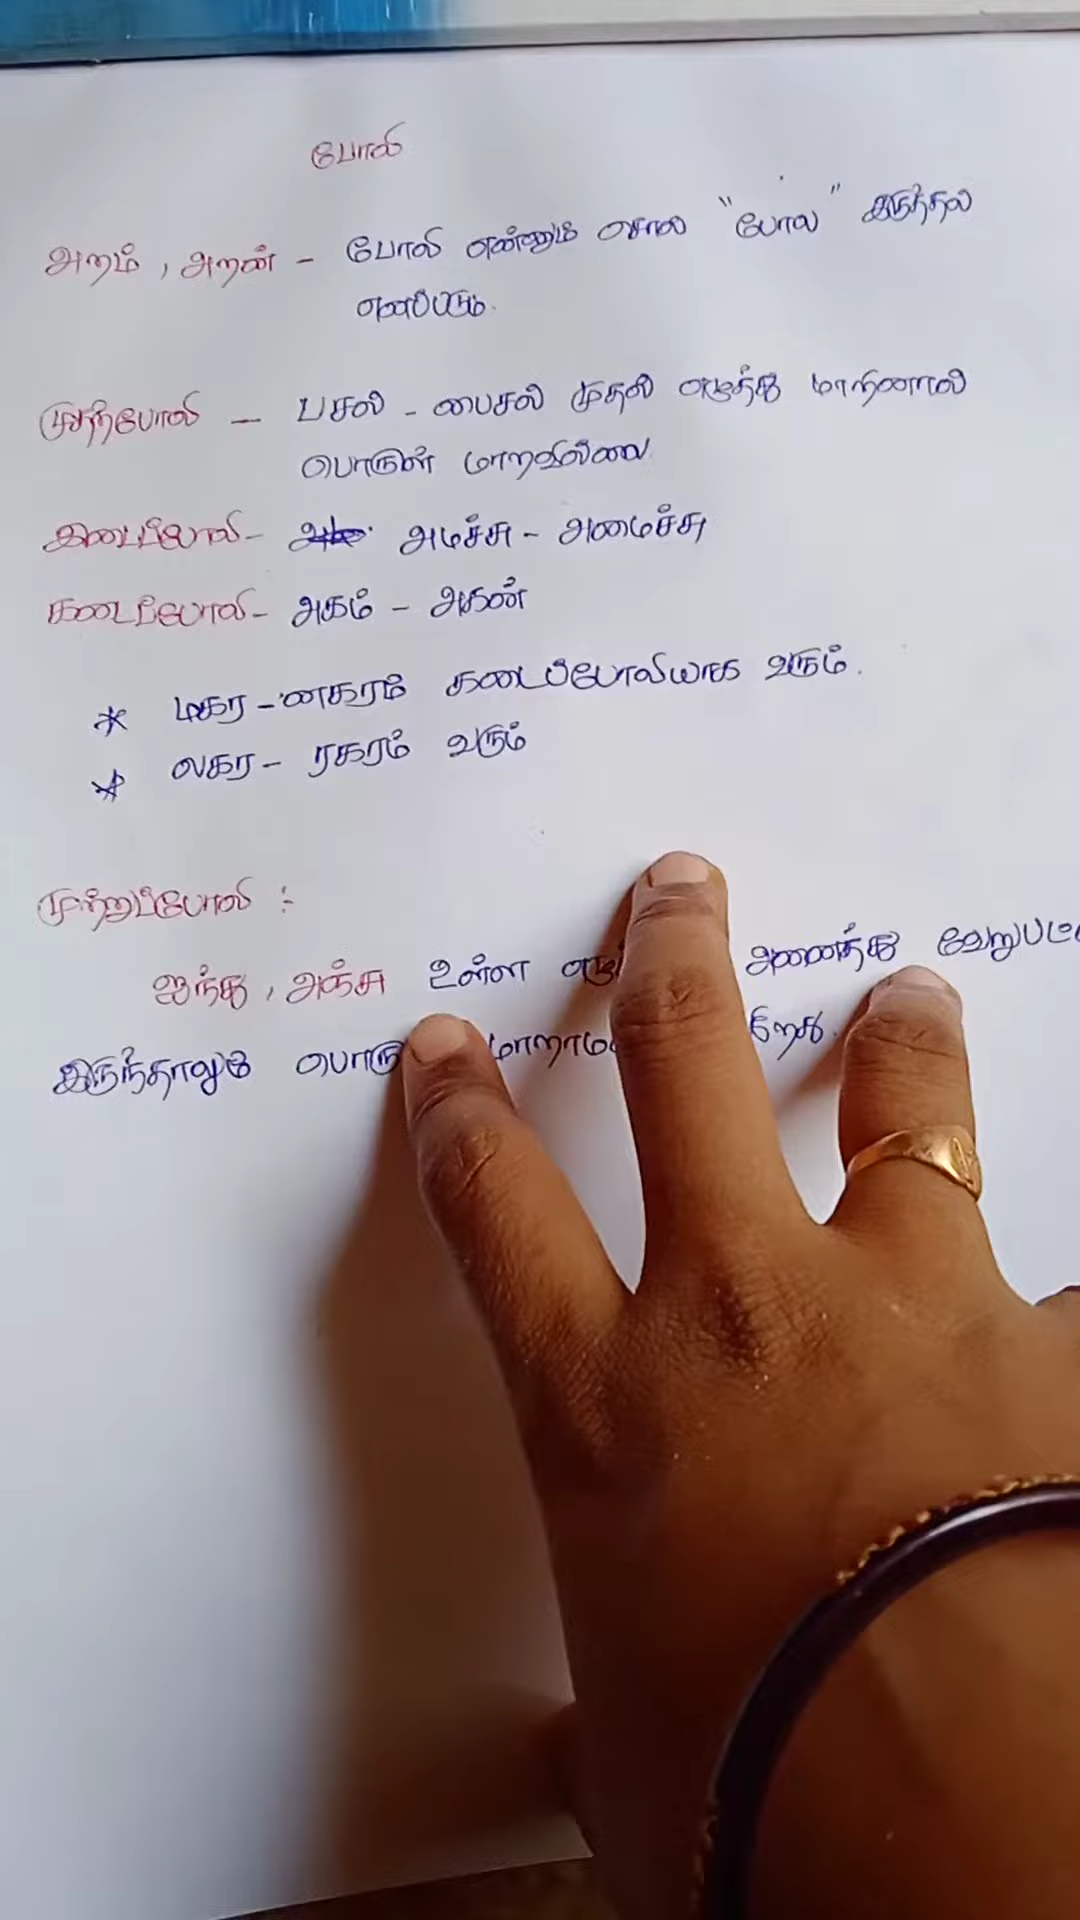 போலி
அறம், அறன் - போலி என்னும் சொல் "போல" இருத்தல்
எனப்படும்.
முதற்போலி - பசல் - பைசல் முதல் எழுத்து மாறினால்
பொருள் மாறவில்லை
இடைப்போலி - அமச்சு - அமைச்சு
கடைப்போலி - அகம் - அகன்
* மகர - னகரம் கடைப்போலியாக வரும்.
* லகர - ரகரம் வரும்
முற்றுப்போலி :
ஐந்து, அஞ்சு உள்ள அனைத்து
இருந்தாலும்